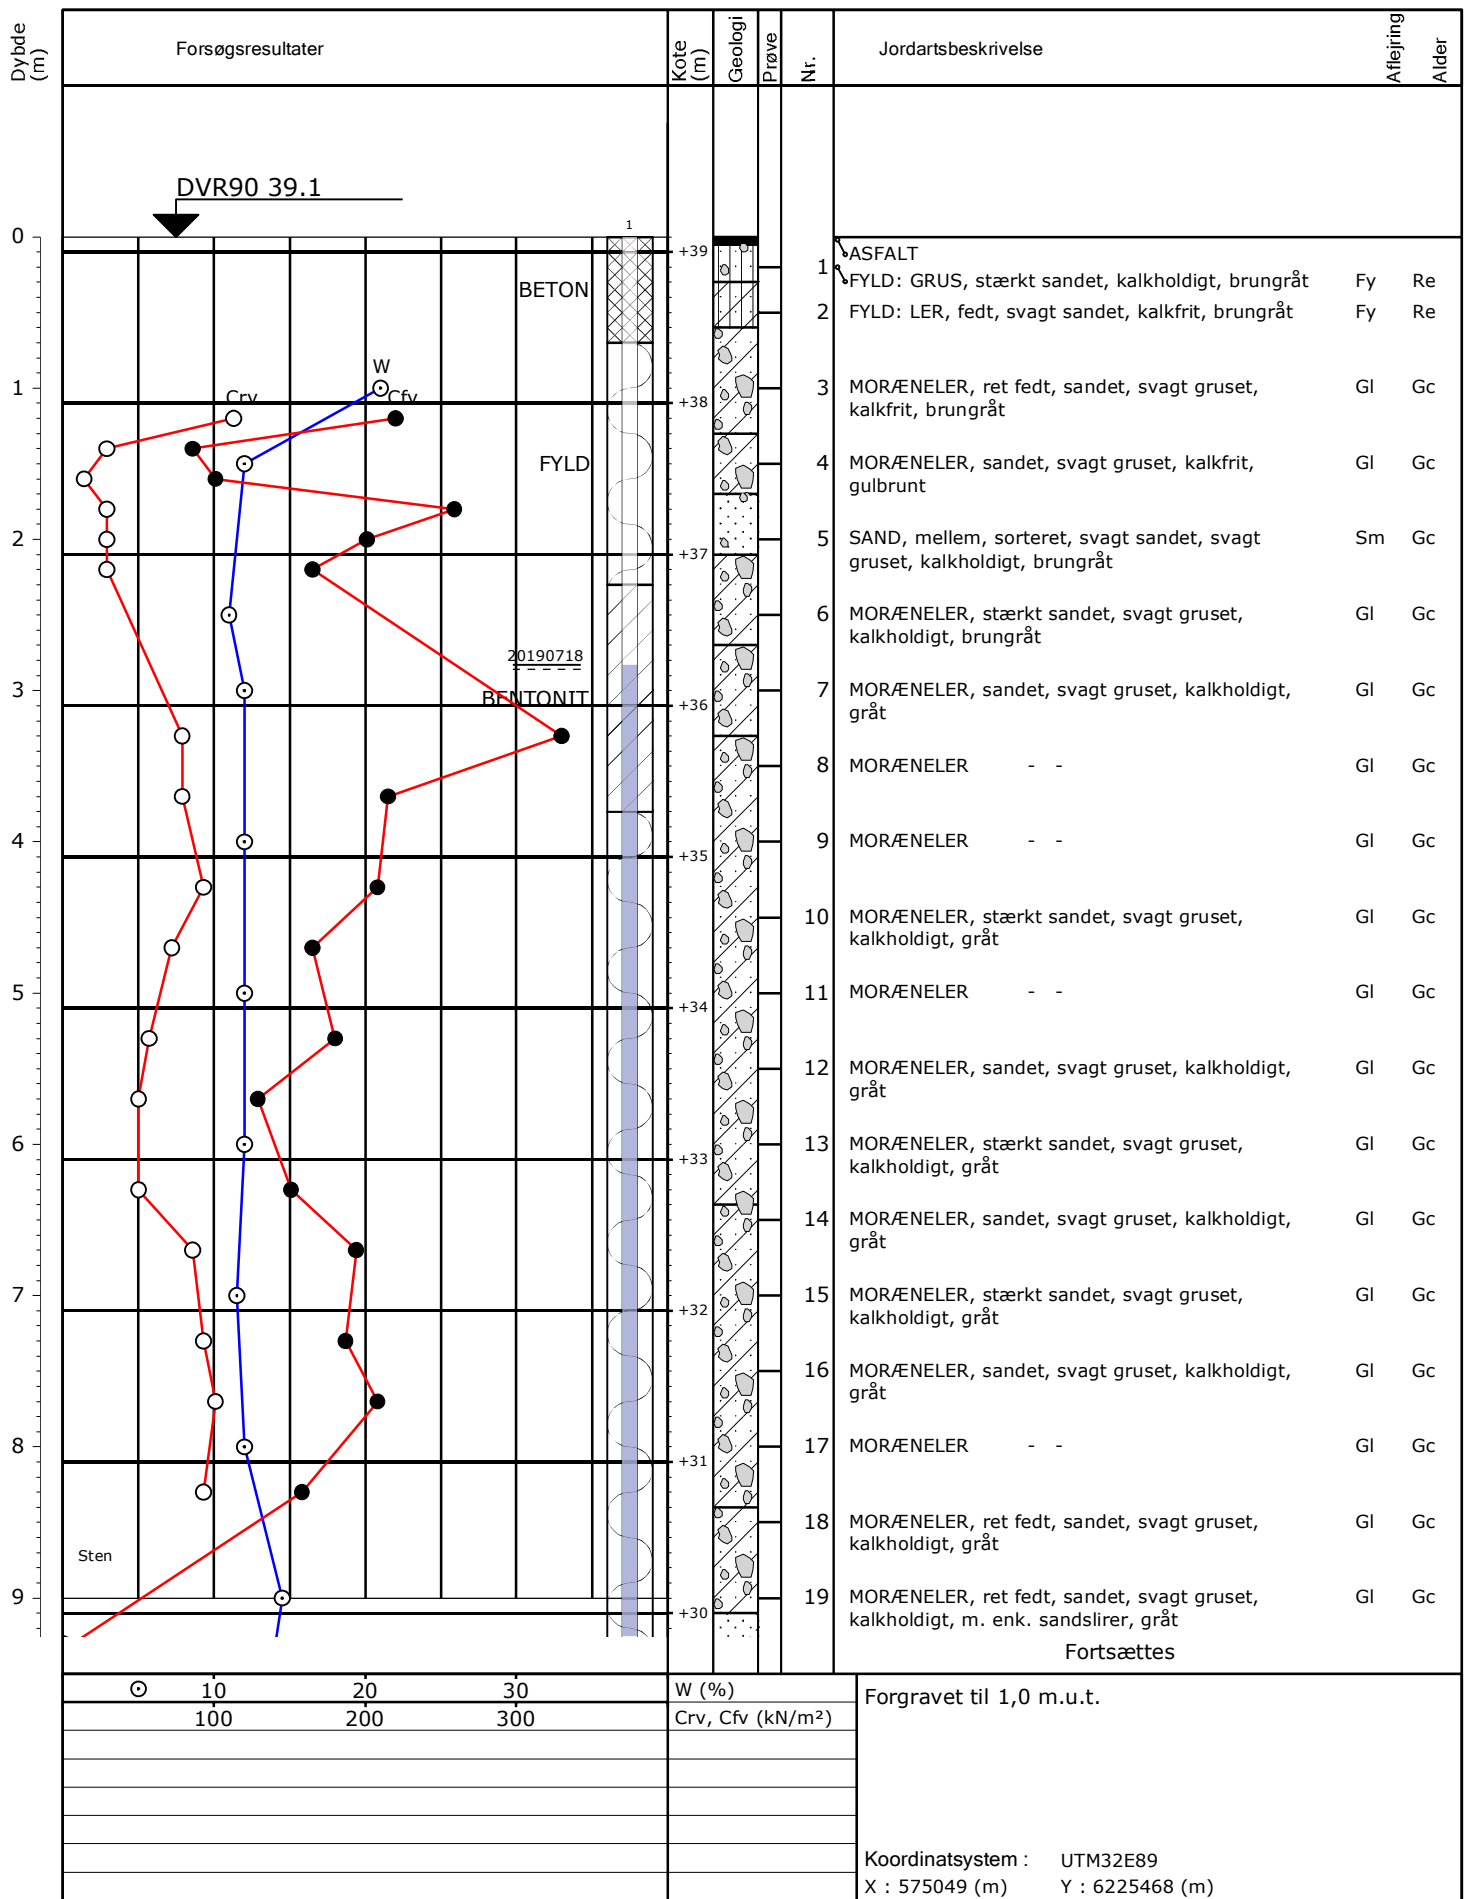 Dybde
(m)
Forsøgsresultater
Kote
(m)
Geologi
Prøve
Nr.
Jordartsbeskrivelse
Aflejring
Alder
DVR90 39.1
0
1
+39
ASFALT
1
FYLD: GRUS, stærkt sandet, kalkholdigt, brungråt Fy Re
BETON
2
FYLD: LER, fedt, svagt sandet, kalkfrit, brungråt Fy Re
W
1
Crv
Cfv
+38
3
MORÆNELER, ret fedt, sandet, svagt gruset, Gl Gc
kalkfrit, brungråt
FYLD
4
MORÆNELER, sandet, svagt gruset, kalkfrit, Gl Gc
gulbrunt
2
+37
5
SAND, mellem, sorteret, svagt sandet, svagt Sm Gc
gruset, kalkholdigt, brungråt
6
MORÆNELER, stærkt sandet, svagt gruset, Gl Gc
kalkholdigt, brungråt
20190718
3
BENTONIT
+36
7
MORÆNELER, sandet, svagt gruset, kalkholdigt, Gl Gc
gråt
8
MORÆNELER - - Gl Gc
4
+35
9
MORÆNELER - - Gl Gc
10
MORÆNELER, stærkt sandet, svagt gruset, Gl Gc
kalkholdigt, gråt
5
+34
11
MORÆNELER - - Gl Gc
12
MORÆNELER, sandet, svagt gruset, kalkholdigt, Gl Gc
gråt
6
+33
13
MORÆNELER, stærkt sandet, svagt gruset, Gl Gc
kalkholdigt, gråt
14
MORÆNELER, sandet, svagt gruset, kalkholdigt, Gl Gc
gråt
7
+32
15
MORÆNELER, stærkt sandet, svagt gruset, Gl Gc
kalkholdigt, gråt
16
MORÆNELER, sandet, svagt gruset, kalkholdigt, Gl Gc
gråt
8
+31
17
MORÆNELER - - Gl Gc
18
MORÆNELER, ret fedt, sandet, svagt gruset, Gl Gc
kalkholdigt, gråt
Sten
9
+30
19
MORÆNELER, ret fedt, sandet, svagt gruset, Gl Gc
kalkholdigt, m. enk. sandslirer, gråt
Fortsættes
10 20 30 W (%)
100 200 300 Crv, Cfv (kN/m²)
Forgravet til 1,0 m.u.t.
Koordinatsystem : UTM32E89
X : 575049 (m) Y : 6225468 (m)